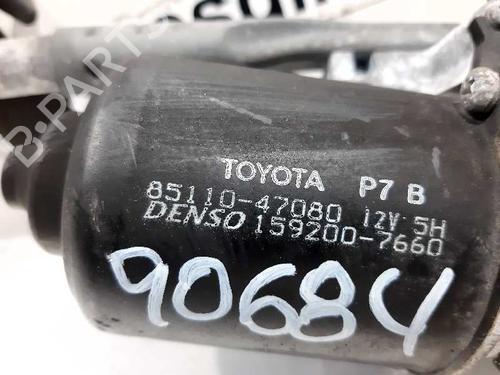 TOYOTA P7 B
85110-47080 12V 5H
DENSO 159200-7660
90684
B-PARTS